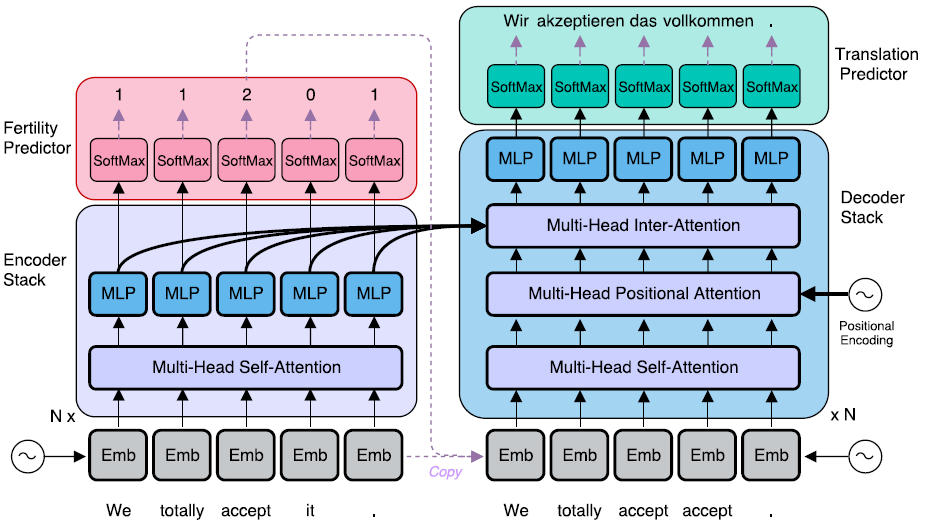 Wir akzeptieren das vollkommen .
SoftMax SoftMax SoftMax SoftMax SoftMax
Translation
Predictor
1 1 2 0 1
Fertility
Predictor
SoftMax SoftMax SoftMax SoftMax SoftMax
MLP MLP MLP MLP MLP
Decoder
Stack
Multi-Head Inter-Attention
Encoder
Stack
MLP MLP MLP MLP MLP
Multi-Head Positional Attention
Positional
Encoding
Multi-Head Self-Attention
Multi-Head Self-Attention
N x
x N
Emb Emb Emb Emb Emb
Copy
Emb Emb Emb Emb Emb
We totally accept it .
We totally accept accept .